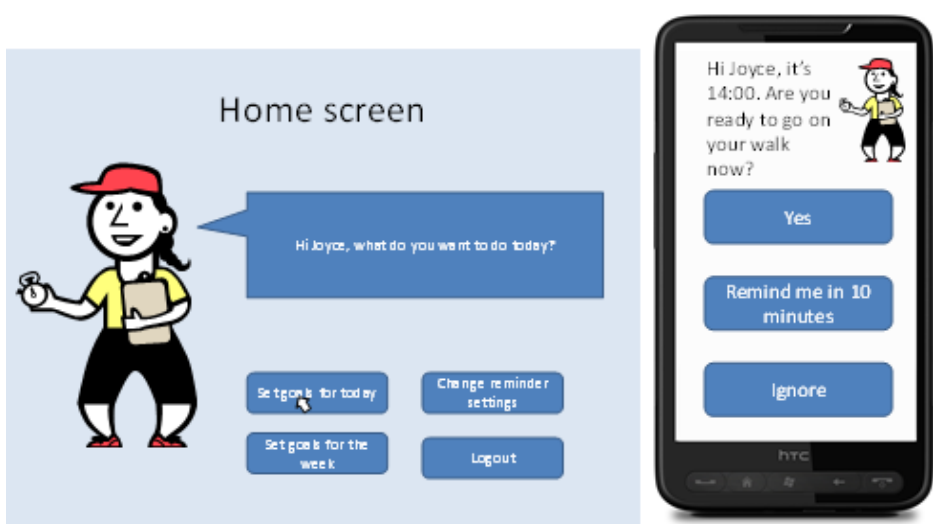 Home screen
Hi Joyce, what do you want to do today?
Set goals for today
Change reminder
settings
Set goals for the
week
Logout
Hi Joyce, it's
14:00. Are you
ready to go on
your walk
now?
Yes
Remind me in 10
minutes
Ignore
hTC